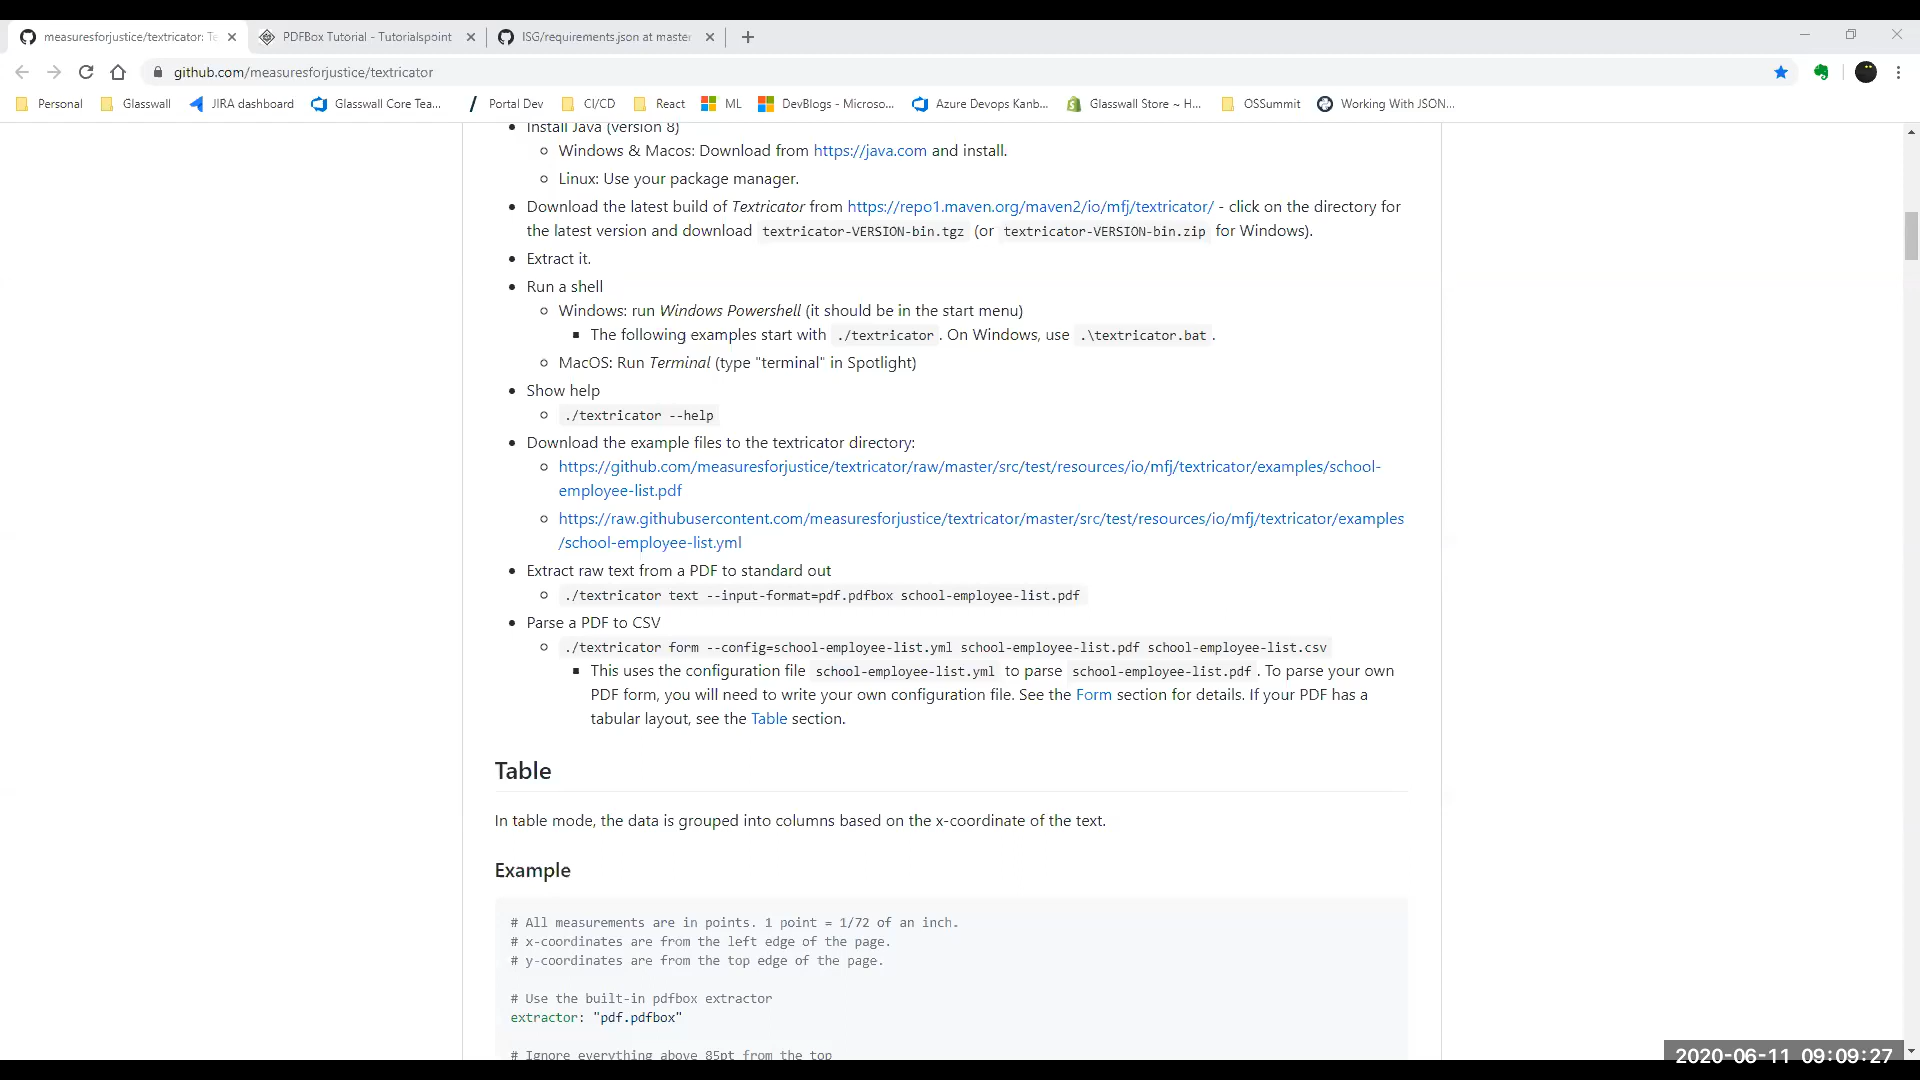 measuresforjustice/textricator: Te
PDFBox Tutorial - Tutorialspoint
ISG/requirements.json at master
github.com/measuresforjustice/textricator
Personal
Glasswall
JIRA dashboard
Glasswall Core Tea...
Portal Dev
CI/CD
React
ML
DevBlogs - Microso...
Azure Devops Kanb...
Glasswall Store ~ H...
OSSummit
Working With JSON...
Install Java (version 8)
Windows & Macos: Download from https://java.com and install.
Linux: Use your package manager.
Download the latest build of Textricator from https://repo1.maven.org/maven2/io/mfj/textricator/ - click on the directory for
the latest version and download textricator-VERSION-bin.tgz (or textricator-VERSION-bin.zip for Windows).
Extract it.
Run a shell
Windows: run Windows Powershell (it should be in the start menu)
The following examples start with ./textricator . On Windows, use .\textricator.bat .
MacOS: Run Terminal (type "terminal" in Spotlight)
Show help
./textricator --help
Download the example files to the textricator directory:
https://github.com/measuresforjustice/textricator/raw/master/src/test/resources/io/mfj/textricator/examples/school-
employee-list.pdf
https://raw.githubusercontent.com/measuresforjustice/textricator/master/src/test/resources/io/mfj/textricator/examples
/school-employee-list.yml
Extract raw text from a PDF to standard out
./textricator text --input-format=pdf.pdfbox school-employee-list.pdf
Parse a PDF to CSV
./textricator form --config=school-employee-list.yml school-employee-list.pdf school-employee-list.csv
This uses the configuration file school-employee-list.yml to parse school-employee-list.pdf . To parse your own
PDF form, you will need to write your own configuration file. See the Form section for details. If your PDF has a
tabular layout, see the Table section.
Table
In table mode, the data is grouped into columns based on the x-coordinate of the text.
Example
# All measurements are in points. 1 point = 1/72 of an inch.
# x-coordinates are from the left edge of the page.
# y-coordinates are from the top edge of the page.
# Use the built-in pdfbox extractor
extractor: "pdf.pdfbox"
# Ignore everything above 85pt from the top
2020-06-11 09:09:27